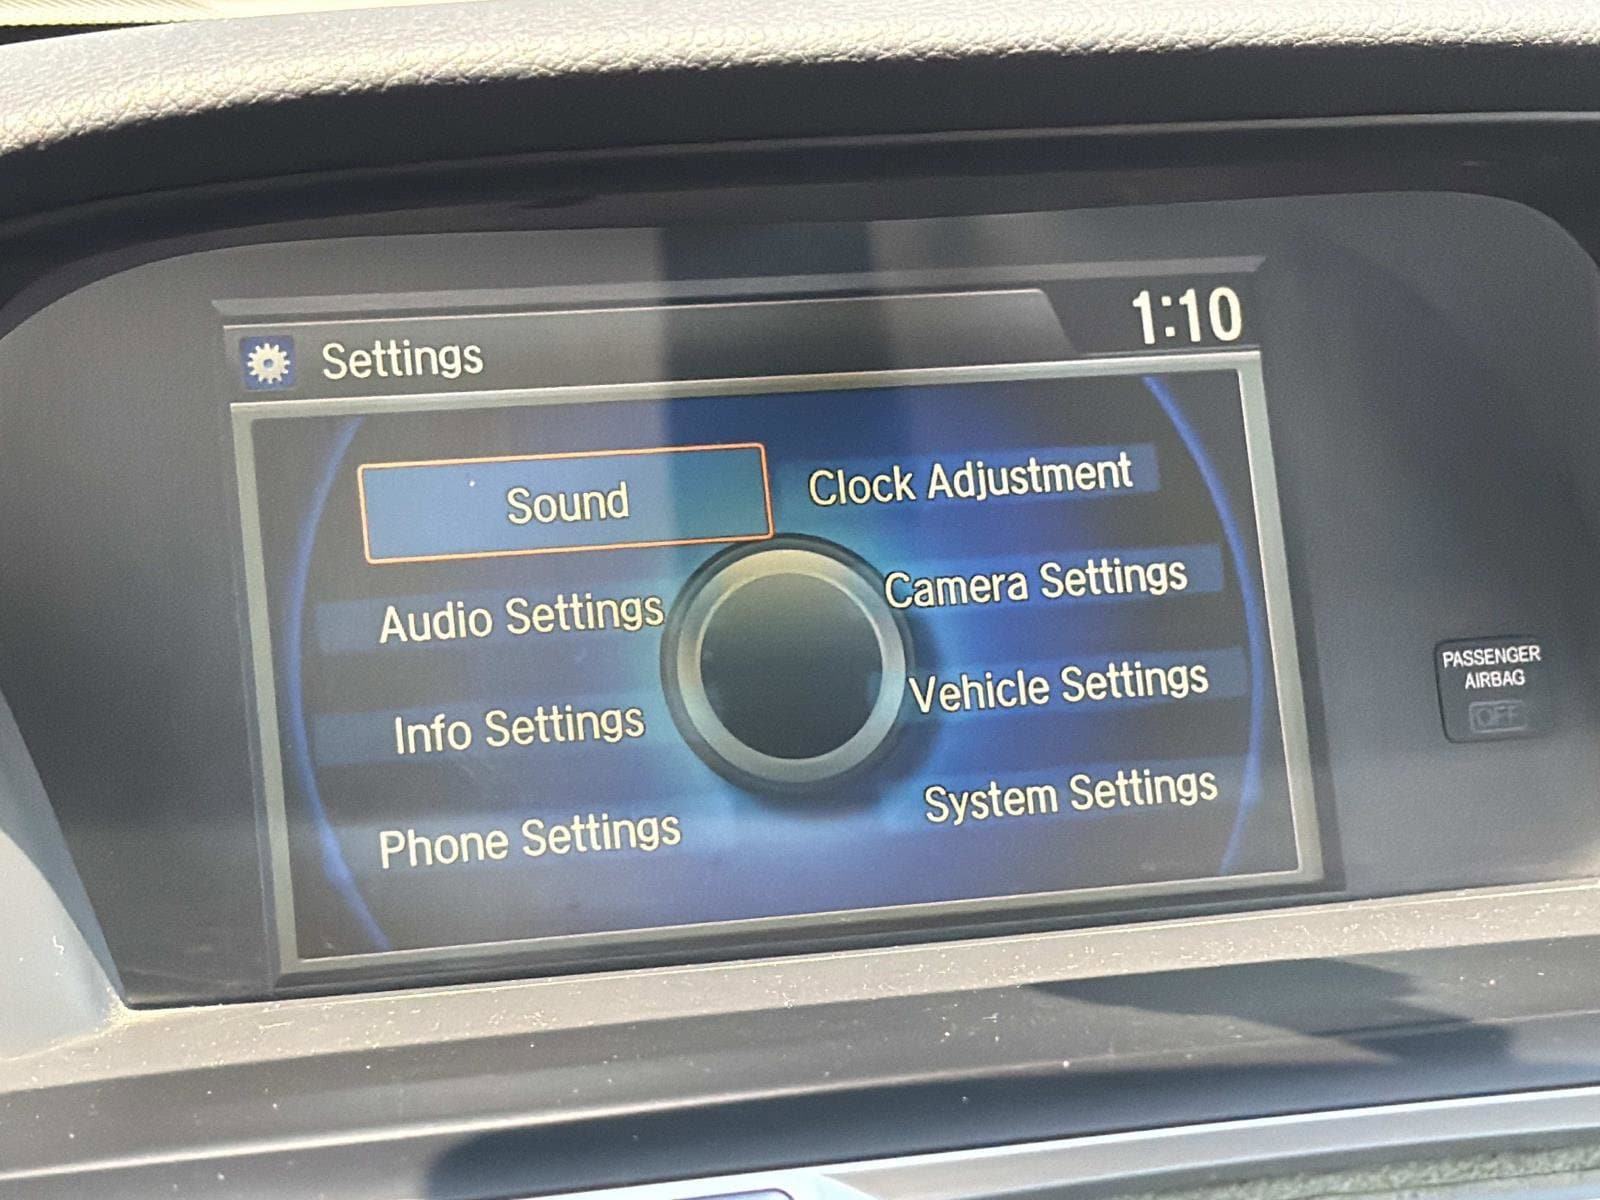 Settings
1:10
Sound
Clock Adjustment
Audio Settings
Camera Settings
Info Settings
Vehicle Settings
Phone Settings
System Settings
PASSENGER
AIRBAG
OFF